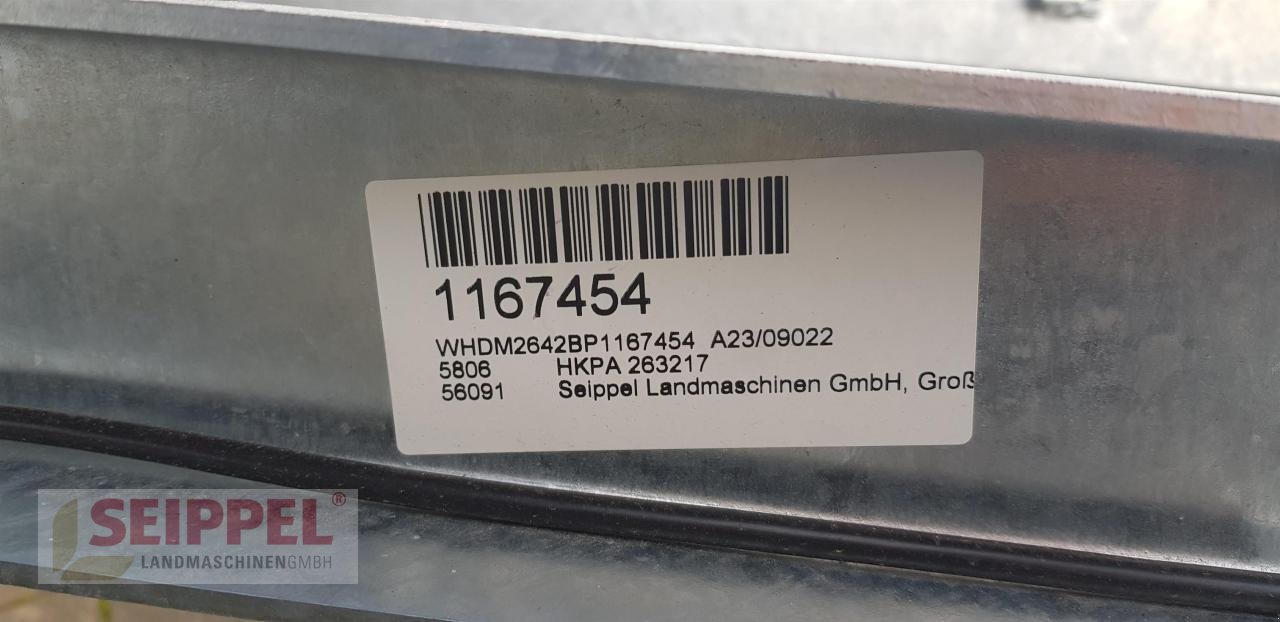 1167454
WHDM2642BP1167454 A23/09022
5806 HKPA 263217
56091 Seippel Landmaschinen GmbH, Groß
SEIPPEL®
LANDMASCHINENGMBH